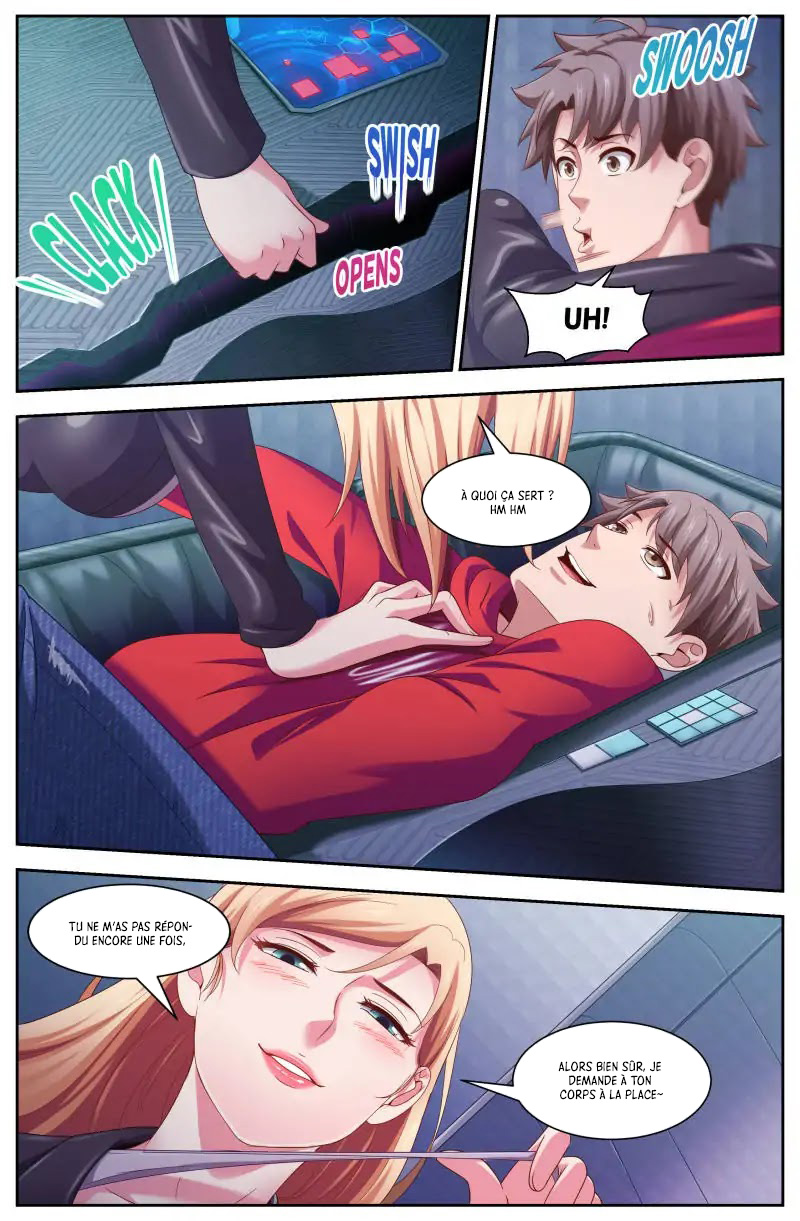 CLACK
SWISH
OPENS
SWOOSH
UH!
À QUOI ÇA SERT ?
HM HM
TU NE M'AS PAS RÉPON-
DU ENCORE UNE FOIS,
ALORS BIEN SÛR, JE
DEMANDE À TON
CORPS À LA PLACE~